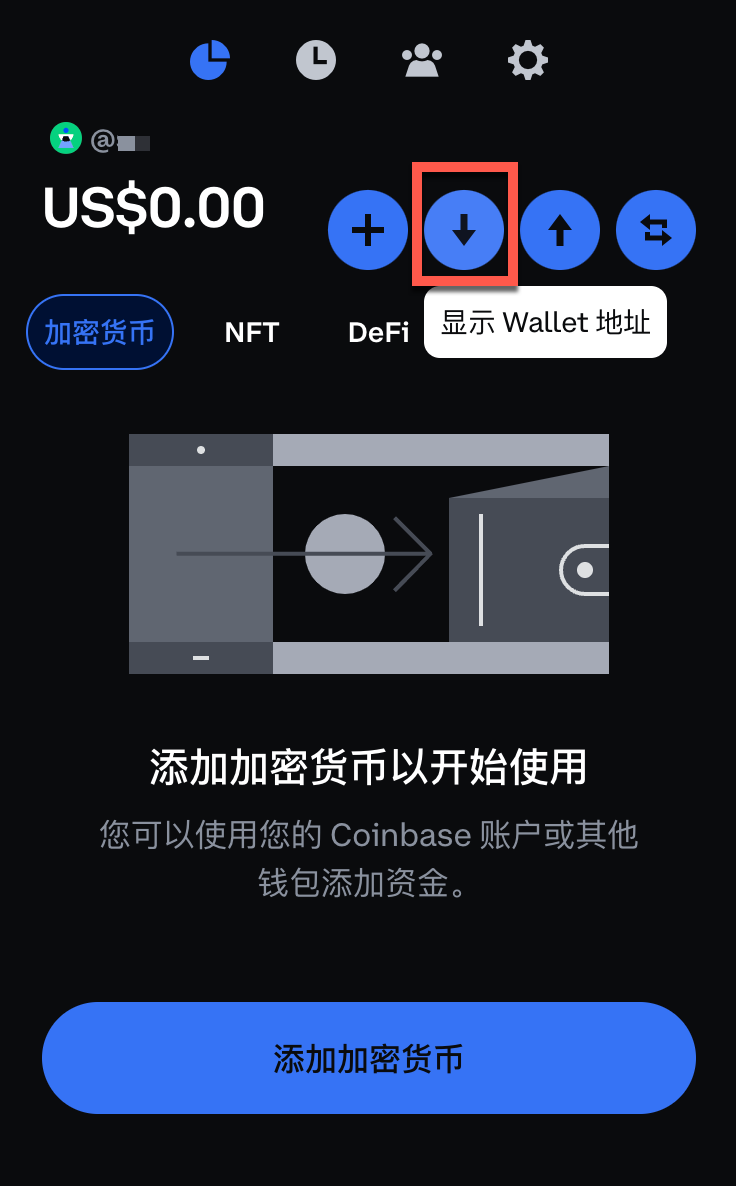 @
US$0.00
加密货币 NFT DeFi
显示 Wallet 地址
添加加密货币以开始使用
您可以使用您的 Coinbase 账户或其他
钱包添加资金。
添加加密货币